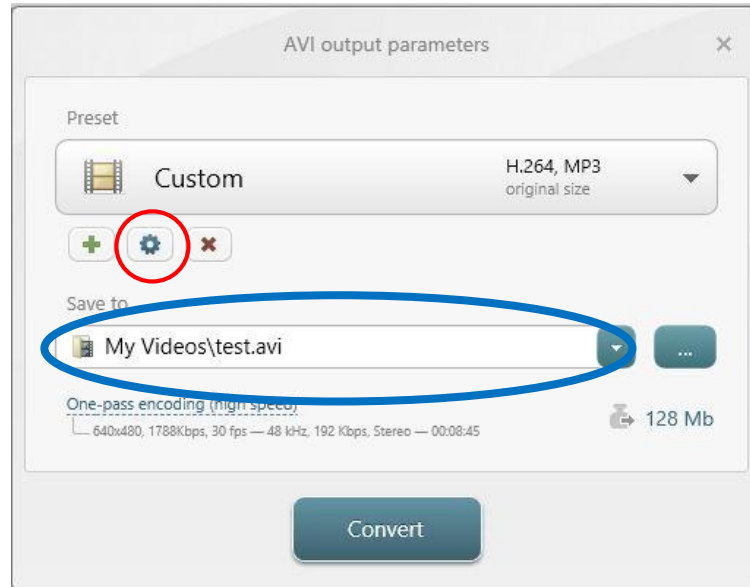 AVI output parameters
Preset
Custom
H.264, MP3
original size
Save to
My Videos\test.avi
...
One-pass encoding (high speed)
640x480, 1788Kbps, 30 fps — 48 kHz, 192 Kbps, Stereo — 00:08:45
128 Mb
Convert